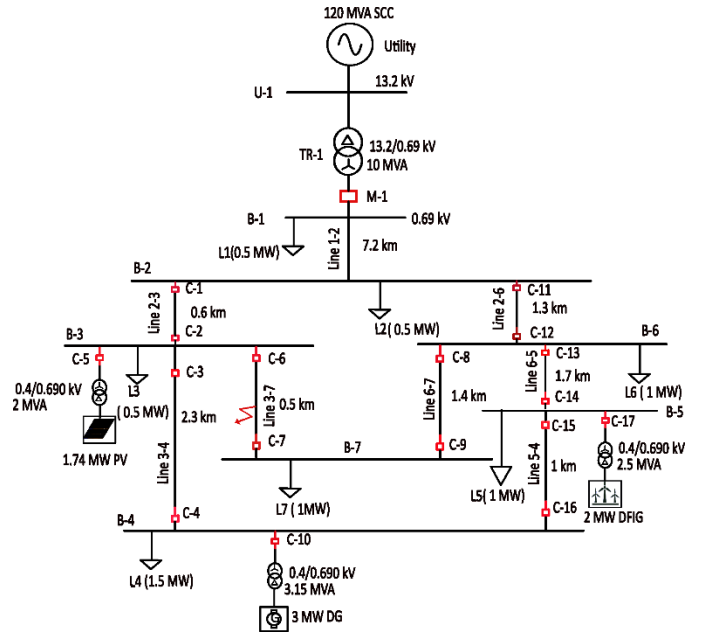 120 MVA SCC
Utility
13.2 kV
U-1
13.2/0.69 kV
TR-1
10 MVA
M-1
B-1
0.69 kV
L1(0.5 MW)
Line 1-2
7.2 km
B-2
C-1
C-11
Line 2-3
0.6 km
Line 2-6
1.3 km
L2 ( 0.5 MW)
C-2
C-12
B-3
B-6
C-5
C-3
C-6
C-8
C-13
L3
( 0.5 MW)
0.4/0.690 kV
2 MVA
1.74 MW PV
Line 3-4
2.3 km
Line 3-7
0.5 km
Line 6-7
1.4 km
Line 6-5
1.7 km
L6 ( 1 MW)
C-14
B-5
C-7
C-9
C-15
C-17
B-7
0.4/0.690 kV
2.5 MVA
L7 ( 1MW)
L5( 1 MW)
Line 5-4
1 km
2 MW DFIG
C-4
C-16
B-4
C-10
L4 (1.5 MW)
0.4/0.690 kV
3.15 MVA
G
3 MW DG